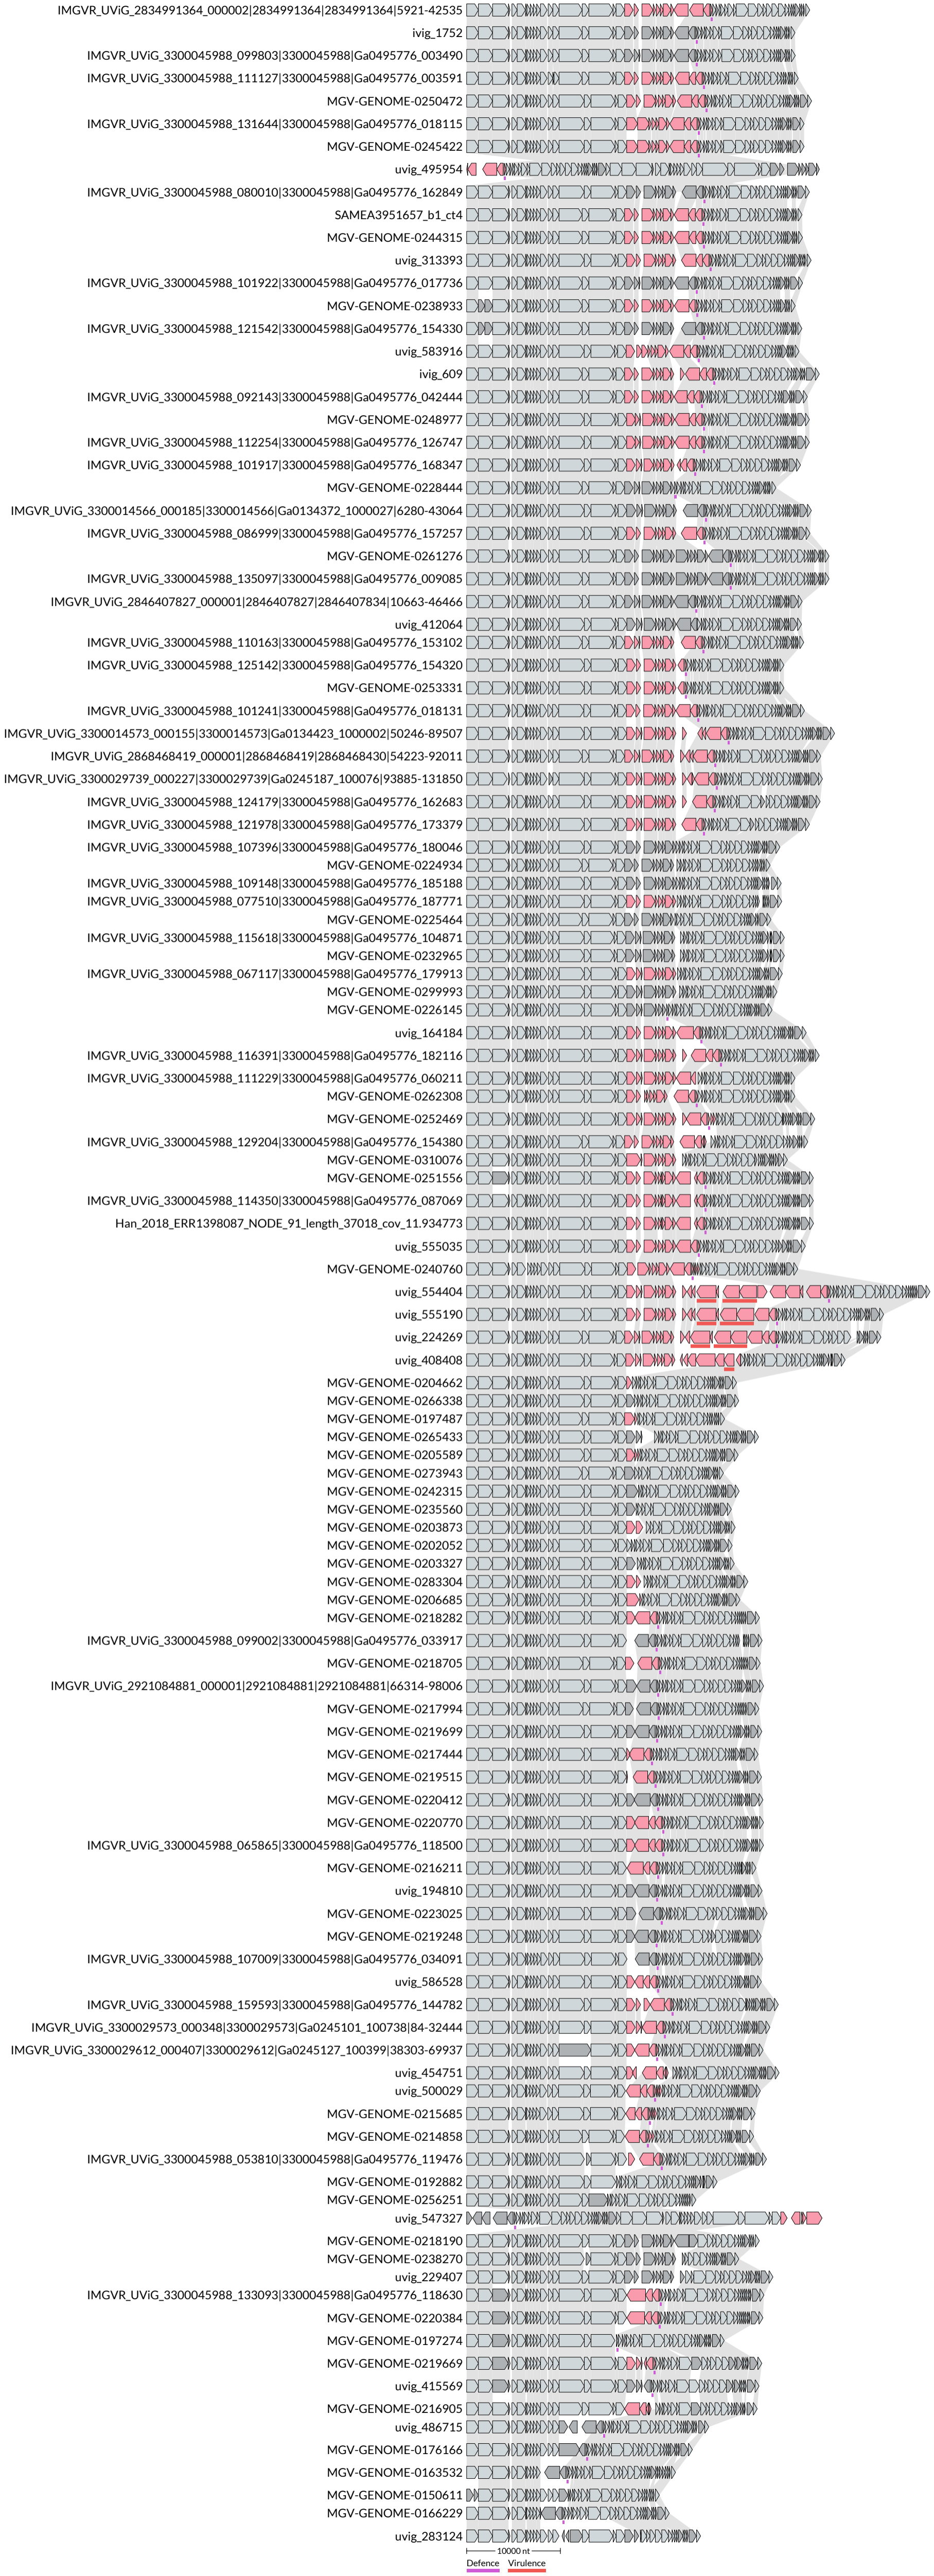 IMGVR_UViG_2834991364_000002|2834991364|2834991364|5921-42535
ivig_1752
IMGVR_UViG_3300045988_099803|3300045988|Ga0495776_003490
IMGVR_UViG_3300045988_111127|3300045988|Ga0495776_003591
MGV-GENOME-0250472
IMGVR_UViG_3300045988_131644|3300045988|Ga0495776_018115
MGV-GENOME-0245422
uvig_495954
IMGVR_UViG_3300045988_080010|3300045988|Ga0495776_162849
SAMEA3951657_b1_ct4
MGV-GENOME-0244315
uvig_313393
IMGVR_UViG_3300045988_101922|3300045988|Ga0495776_017736
MGV-GENOME-0238933
IMGVR_UViG_3300045988_121542|3300045988|Ga0495776_154330
uvig_583916
ivig_609
IMGVR_UViG_3300045988_092143|3300045988|Ga0495776_042444
MGV-GENOME-0248977
IMGVR_UViG_3300045988_112254|3300045988|Ga0495776_126747
IMGVR_UViG_3300045988_101917|3300045988|Ga0495776_168347
MGV-GENOME-0228444
IMGVR_UViG_3300014566_000185|3300014566|Ga0134372_1000027|6280-43064
IMGVR_UViG_3300045988_086999|3300045988|Ga0495776_157257
MGV-GENOME-0261276
IMGVR_UViG_3300045988_135097|3300045988|Ga0495776_009085
IMGVR_UViG_2846407827_000001|2846407827|2846407834|10663-46466
uvig_412064
IMGVR_UViG_3300045988_110163|3300045988|Ga0495776_153102
IMGVR_UViG_3300045988_125142|3300045988|Ga0495776_154320
MGV-GENOME-0253331
IMGVR_UViG_3300045988_101241|3300045988|Ga0495776_018131
IMGVR_UViG_3300014573_000155|3300014573|Ga0134423_1000002|50246-89507
IMGVR_UViG_2868468419_000001|2868468419|2868468430|54223-92011
IMGVR_UViG_3300029739_000227|3300029739|Ga0245187_100076|93885-131850
IMGVR_UViG_3300045988_124179|3300045988|Ga0495776_162683
IMGVR_UViG_3300045988_121978|3300045988|Ga0495776_173379
IMGVR_UViG_3300045988_107396|3300045988|Ga0495776_180046
MGV-GENOME-0224934
IMGVR_UViG_3300045988_109148|3300045988|Ga0495776_185188
IMGVR_UViG_3300045988_077510|3300045988|Ga0495776_187771
MGV-GENOME-0225464
IMGVR_UViG_3300045988_115618|3300045988|Ga0495776_104871
MGV-GENOME-0232965
IMGVR_UViG_3300045988_067117|3300045988|Ga0495776_179913
MGV-GENOME-0299993
MGV-GENOME-0226145
uvig_164184
IMGVR_UViG_3300045988_116391|3300045988|Ga0495776_182116
IMGVR_UViG_3300045988_111229|3300045988|Ga0495776_060211
MGV-GENOME-0262308
MGV-GENOME-0252469
IMGVR_UViG_3300045988_129204|3300045988|Ga0495776_154380
MGV-GENOME-0310076
MGV-GENOME-0251556
IMGVR_UViG_3300045988_114350|3300045988|Ga0495776_087069
Han_2018_ERR1398087_NODE_91_length_37018_cov_11.934773
uvig_555035
MGV-GENOME-0240760
uvig_554404
uvig_555190
uvig_224269
uvig_408408
MGV-GENOME-0204662
MGV-GENOME-0266338
MGV-GENOME-0197487
MGV-GENOME-0265433
MGV-GENOME-0205589
MGV-GENOME-0273943
MGV-GENOME-0242315
MGV-GENOME-0235560
MGV-GENOME-0203873
MGV-GENOME-0202052
MGV-GENOME-0203327
MGV-GENOME-0283304
MGV-GENOME-0206685
MGV-GENOME-0218282
IMGVR_UViG_3300045988_099002|3300045988|Ga0495776_033917
MGV-GENOME-0218705
IMGVR_UViG_2921084881_000001|2921084881|2921084881|66314-98006
MGV-GENOME-0217994
MGV-GENOME-0219699
MGV-GENOME-0217444
MGV-GENOME-0219515
MGV-GENOME-0220412
MGV-GENOME-0220770
IMGVR_UViG_3300045988_065865|3300045988|Ga0495776_118500
MGV-GENOME-0216211
uvig_194810
MGV-GENOME-0223025
MGV-GENOME-0219248
IMGVR_UViG_3300045988_107009|3300045988|Ga0495776_034091
uvig_586528
IMGVR_UViG_3300045988_159593|3300045988|Ga0495776_144782
IMGVR_UViG_3300029573_000348|3300029573|Ga0245101_100738|84-32444
IMGVR_UViG_3300029612_000407|3300029612|Ga0245127_100399|38303-69937
uvig_454751
uvig_500029
MGV-GENOME-0215685
MGV-GENOME-0214858
IMGVR_UViG_3300045988_053810|3300045988|Ga0495776_119476
MGV-GENOME-0192882
MGV-GENOME-0256251
uvig_547327
MGV-GENOME-0218190
MGV-GENOME-0238270
uvig_229407
IMGVR_UViG_3300045988_133093|3300045988|Ga0495776_118630
MGV-GENOME-0220384
MGV-GENOME-0197274
MGV-GENOME-0219669
uvig_415569
MGV-GENOME-0216905
uvig_486715
MGV-GENOME-0176166
MGV-GENOME-0163532
MGV-GENOME-0150611
MGV-GENOME-0166229
uvig_283124
10000 nt
Defence Virulence